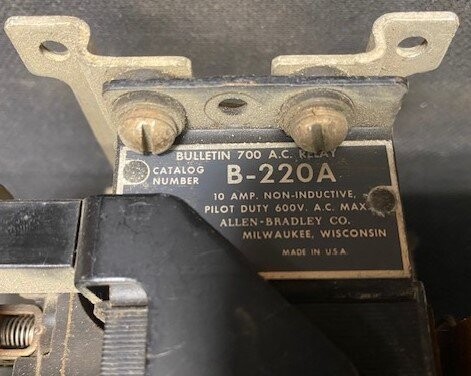 BULLETIN 700 A.C. RELAY
CATALOG NUMBER B-220A
10 AMP. NON-INDUCTIVE,
PILOT DUTY 600V. A.C. MAX.
ALLEN-BRADLEY CO.
MILWAUKEE, WISCONSIN
MADE IN U.S.A.